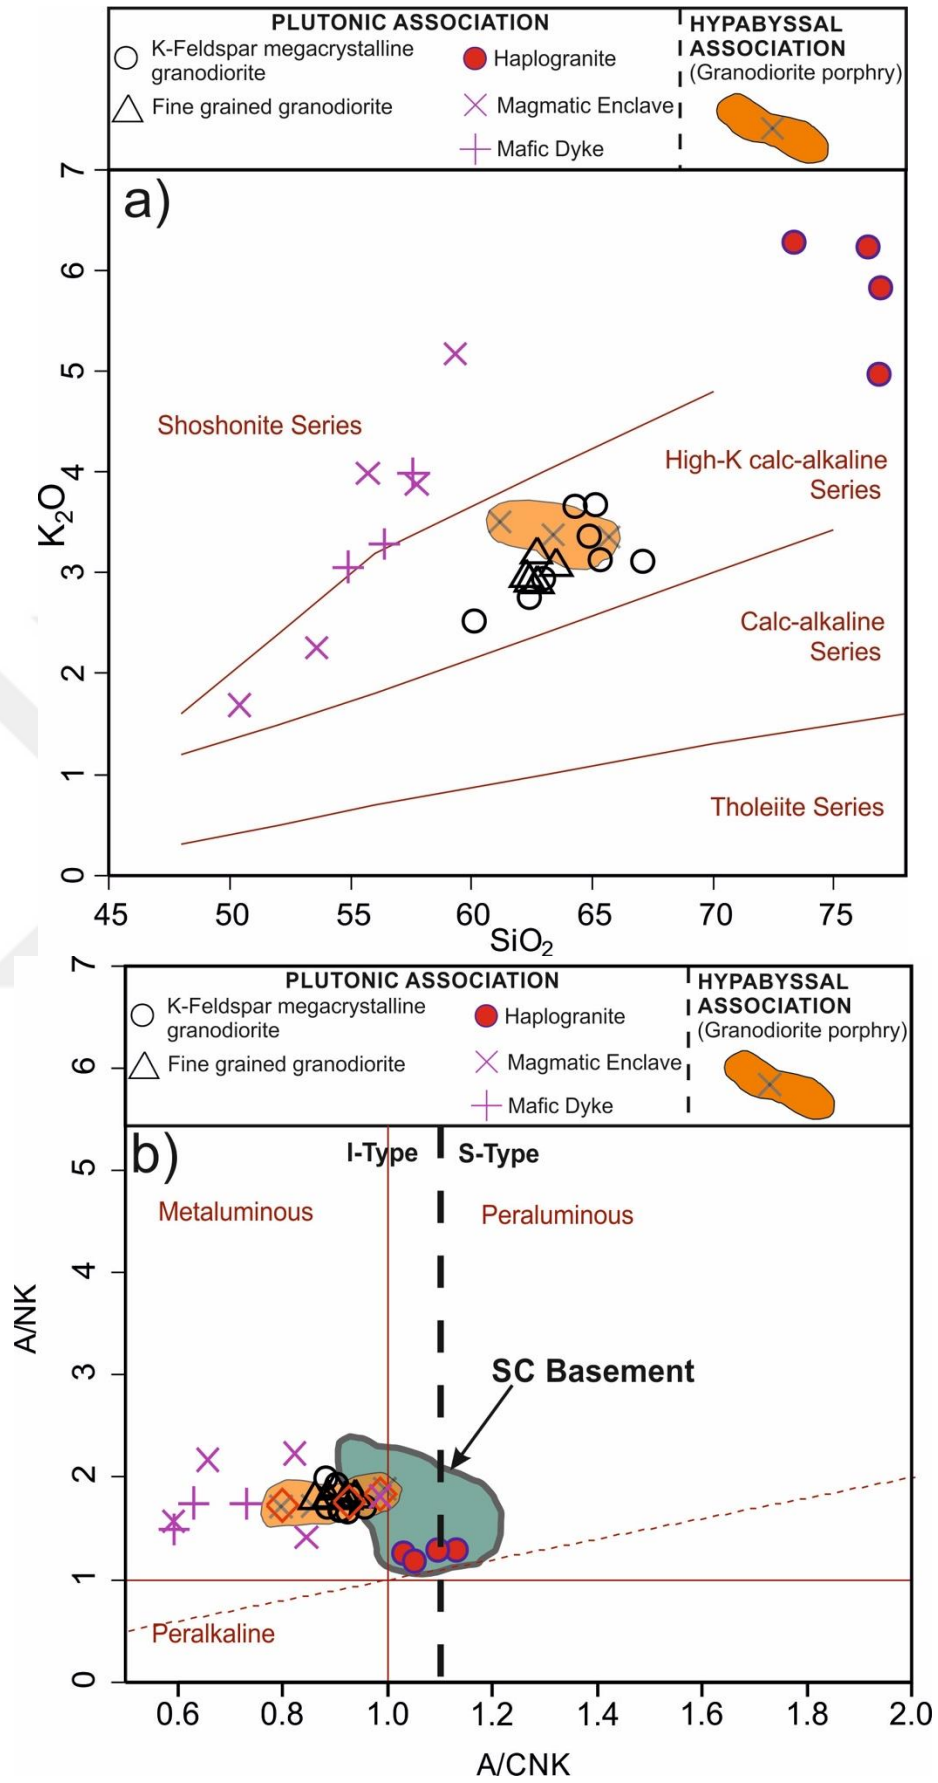 PLUTONIC ASSOCIATION
K-Feldspar megacrystalline
granodiorite
Fine grained granodiorite
Haplogranite
Magmatic Enclave
Mafic Dyke
HYPABYSSAL
ASSOCIATION
(Granodiorite porphry)
a)
7
6
5
4
3
2
1
0
K₂O
Shoshonite Series
High-K calc-alkaline
Series
Calc-alkaline
Series
Tholeiite Series
45 50 55 60 65 70 75
SiO₂
PLUTONIC ASSOCIATION
K-Feldspar megacrystalline
granodiorite
Fine grained granodiorite
Haplogranite
Magmatic Enclave
Mafic Dyke
HYPABYSSAL
ASSOCIATION
(Granodiorite porphry)
b)
I-Type S-Type
Metaluminous
Peraluminous
SC Basement
Peralkaline
7
6
5
4
3
2
1
0
A/NK
0.6 0.8 1.0 1.2 1.4 1.6 1.8 2.0
A/CNK